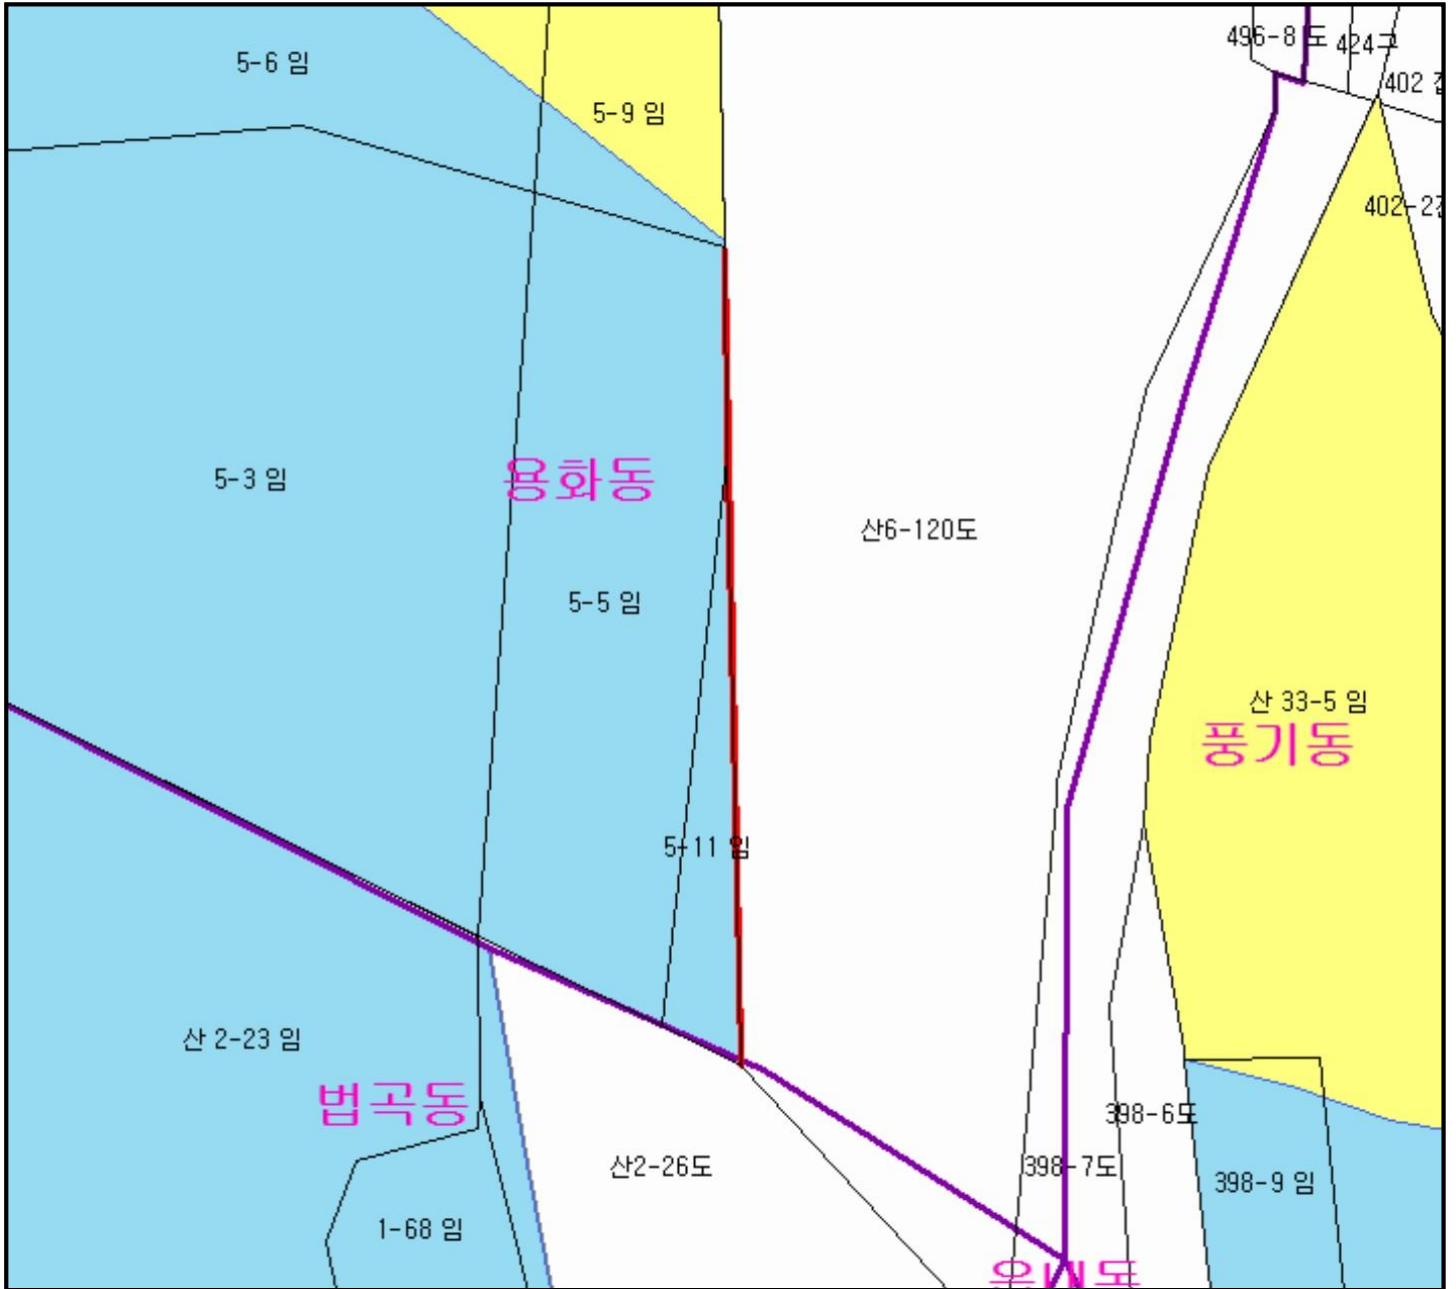 496-8 도
424구
5-6 임
402
5-9 임
402-2
5-3 임
용화동
산6-120도
5-5 임
산 33-5 임
풍기동
5-11 임
산 2-23 임
법곡동
398-6도
산2-26도
398-7도
398-9 임
1-68 임